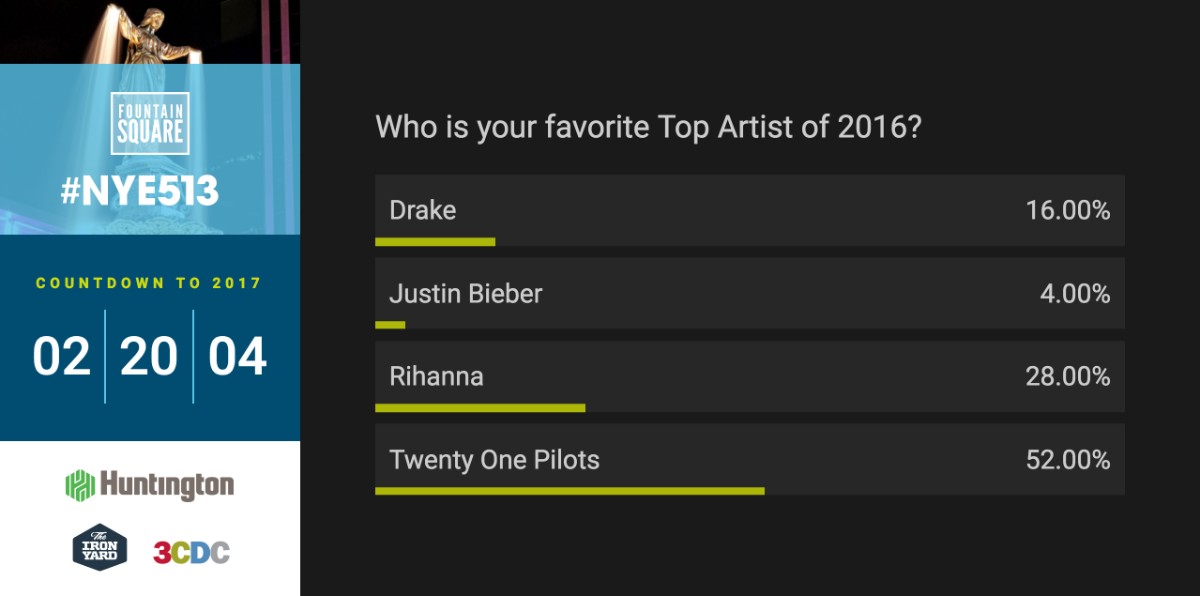 FOUNTAIN
SQUARE
#NYE513
COUNTDOWN TO 2017
02 20 04
Huntington
The
IRON
YARD
3CDC
Who is your favorite Top Artist of 2016?
Drake 16.00%
Justin Bieber 4.00%
Rihanna 28.00%
Twenty One Pilots 52.00%